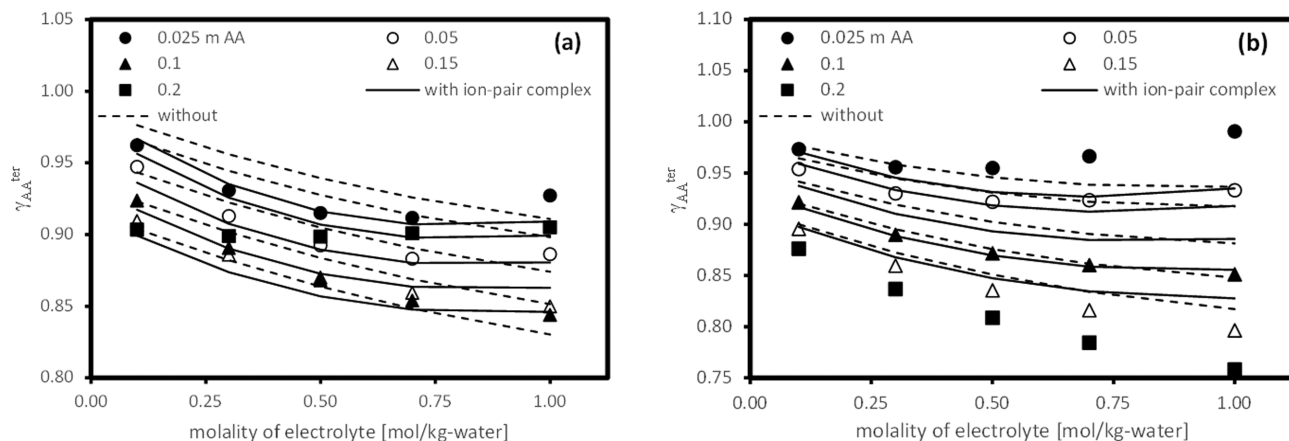 (a)
1.05
1.00
0.95
0.90
0.85
0.80
γAA^ter
0.025 m AA
0.05
0.1
0.15
0.2
with ion-pair complex
without
0.00 0.25 0.50 0.75 1.00
molality of electrolyte [mol/kg-water]
(b)
1.10
1.05
1.00
0.95
0.90
0.85
0.80
0.75
γAA^ter
0.025 m AA
0.05
0.1
0.15
0.2
with ion-pair complex
without
0.00 0.25 0.50 0.75 1.00
molality of electrolyte [mol/kg-water]